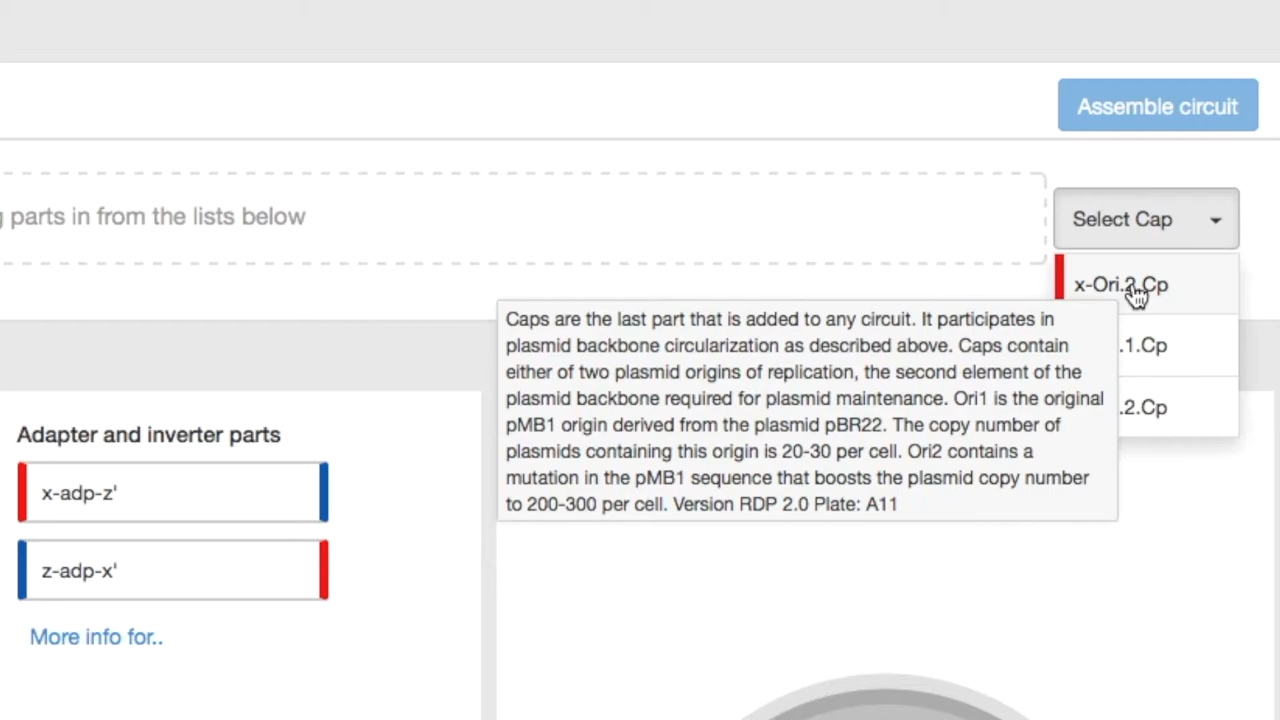 Assemble circuit
parts in from the lists below
Select Cap
x-Ori.2.Cp
Caps are the last part that is added to any circuit. It participates in
plasmid backbone circularization as described above. Caps contain
either of two plasmid origins of replication, the second element of the
plasmid backbone required for plasmid maintenance. Ori1 is the original
pMB1 origin derived from the plasmid pBR22. The copy number of
plasmids containing this origin is 20-30 per cell. Ori2 contains a
mutation in the pMB1 sequence that boosts the plasmid copy number
to 200-300 per cell. Version RDP 2.0 Plate: A11
.1.Cp
.2.Cp
Adapter and inverter parts
x-adp-z'
z-adp-x'
More info for..